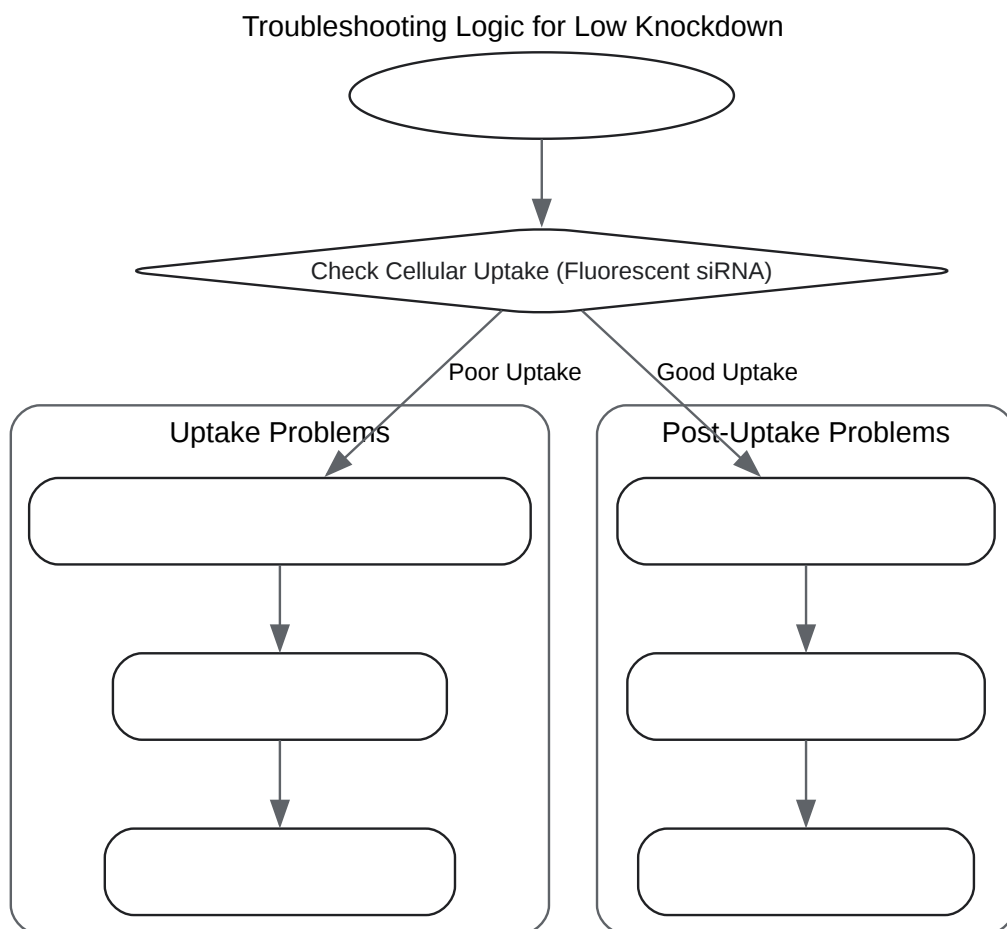 Troubleshooting Logic for Low Knockdown
Check Cellular Uptake (Fluorescent siRNA)
Poor Uptake
Good Uptake
Uptake Problems
Post-Uptake Problems